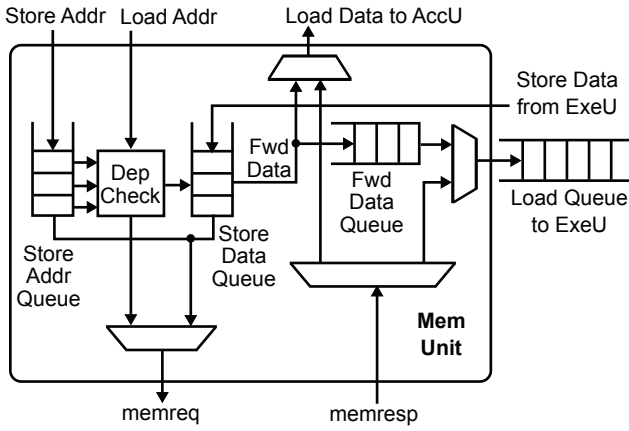 Store Addr
Load Addr
Load Data to AccU
Store Data
from ExeU
Dep
Check
Fwd
Data
Fwd
Data
Queue
Load Queue
to ExeU
Store
Addr
Queue
Store
Data
Queue
Mem
Unit
memreq
memresp